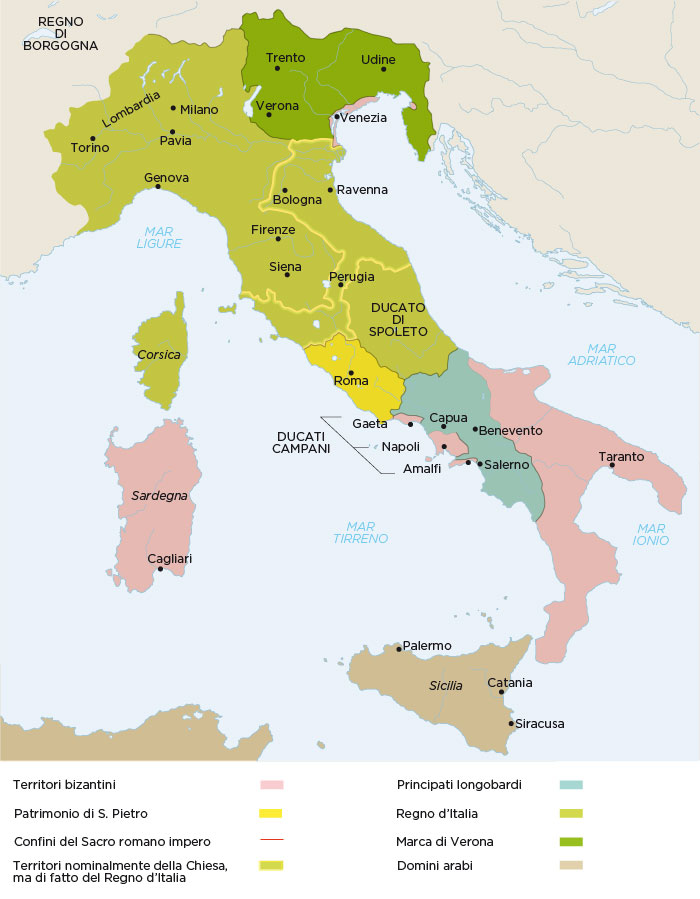 REGNO
DI
BORGOGNA
Trento
Udine
Lombardia
Milano
Verona
Venezia
Torino
Pavia
Genova
Bologna
Ravenna
MAR
LIGURE
Firenze
Siena
Perugia
DUCATO
DI
SPOLETO
Corsica
MAR
ADRIATICO
Roma
Gaeta
Capua
Benevento
DUCATI
CAMPANI
Napoli
Amalfi
Salerno
Taranto
Sardegna
MAR
TIRRENO
MAR
IONIO
Cagliari
Palermo
Sicilia
Catania
Siracusa
Territori bizantini
Patrimonio di S. Pietro
Confini del Sacro romano impero
Territori nominalmente della Chiesa,
ma di fatto del Regno d'Italia
Principati longobardi
Regno d'Italia
Marca di Verona
Domini arabi